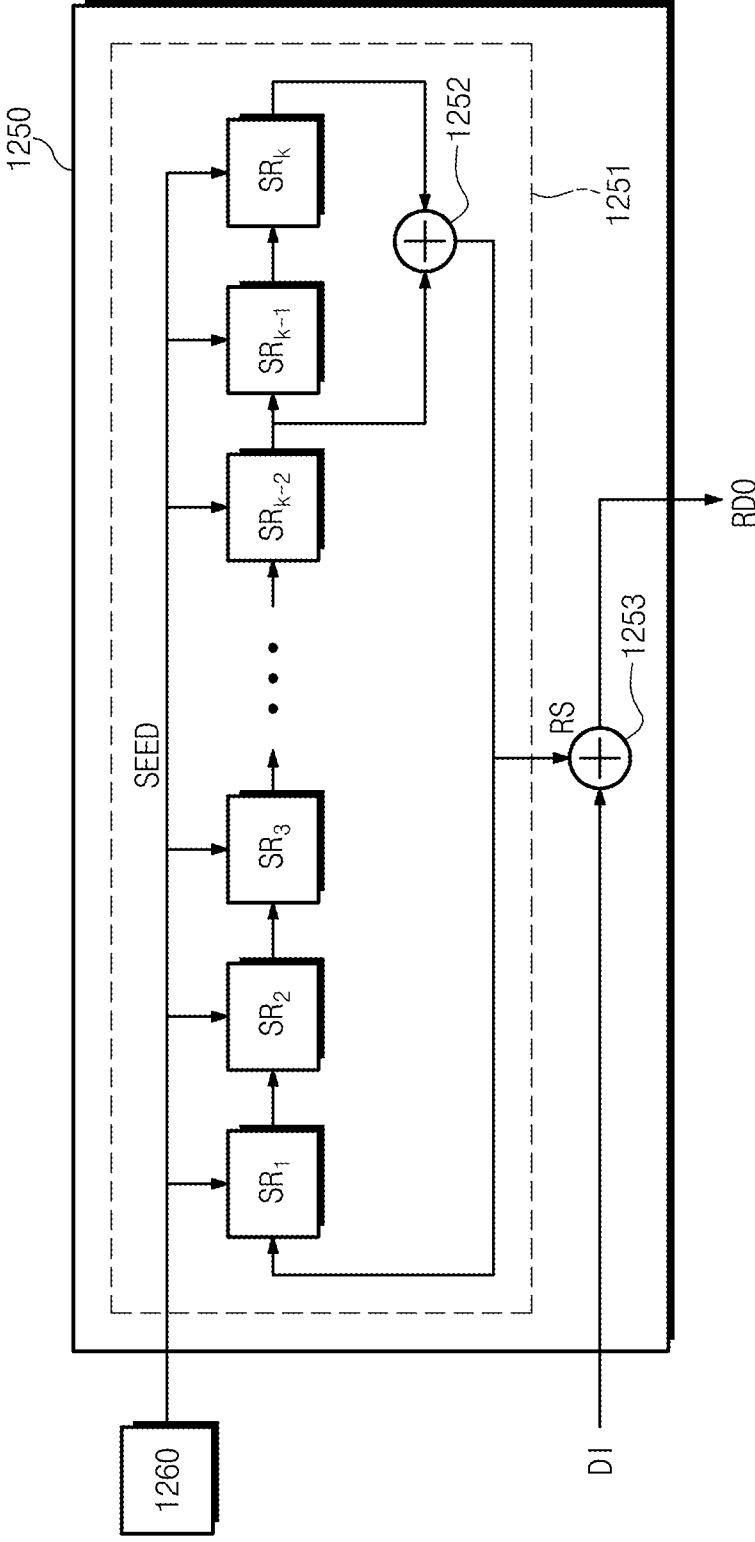 1250
1260
SEED
SR₁
SR₂
SR₃
SRₖ₋₂
SRₖ₋₁
SRₖ
1252
1251
RS
1253
DI
RDO